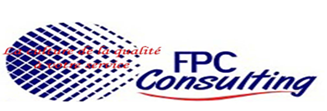 La culture de la qualité
à votre service
FPC
Consulting